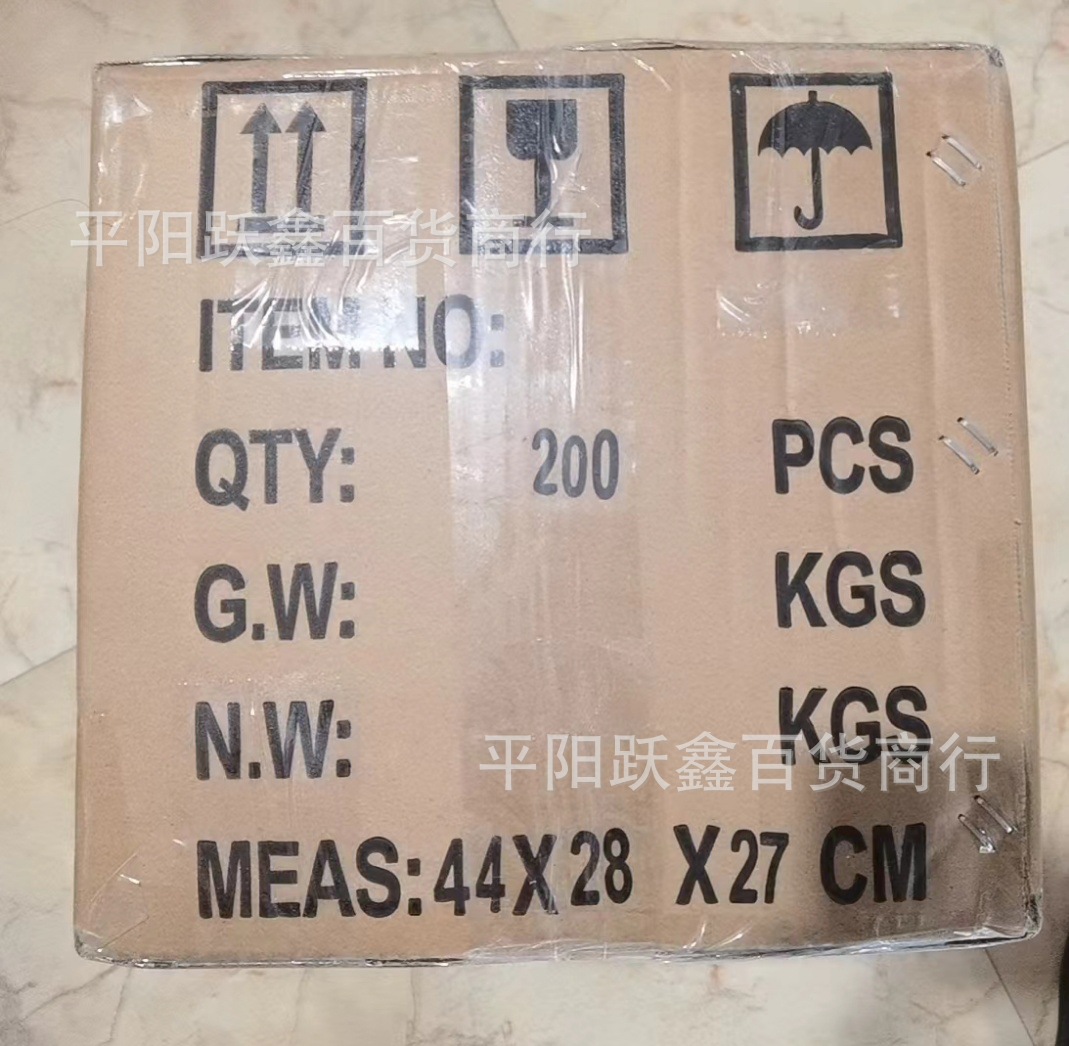 平阳跃鑫百货商行
ITEM NO:
QTY: 200 PCS
G.W: KGS
N.W: KGS
平阳跃鑫百货商行
MEAS:44X28 X27 CM